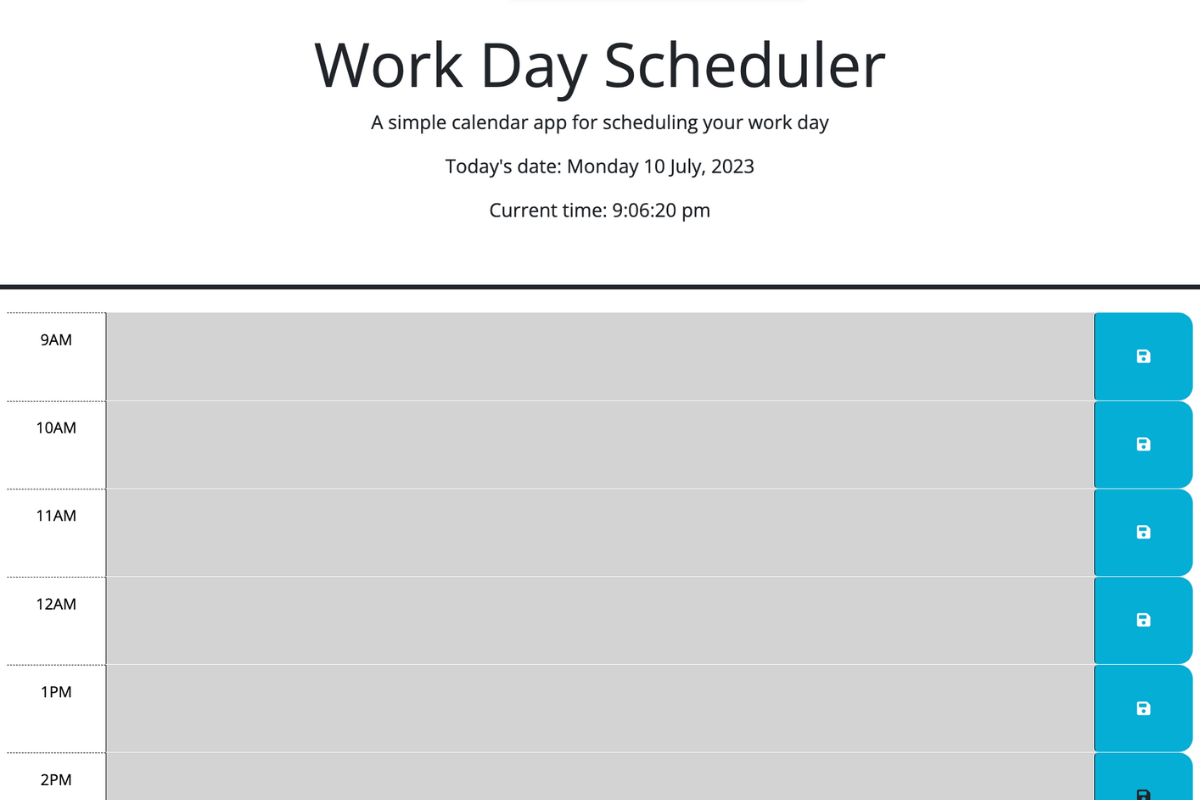 Work Day Scheduler
A simple calendar app for scheduling your work day
Today's date: Monday 10 July, 2023
Current time: 9:06:20 pm
9AM
10AM
11AM
12AM
1PM
2PM